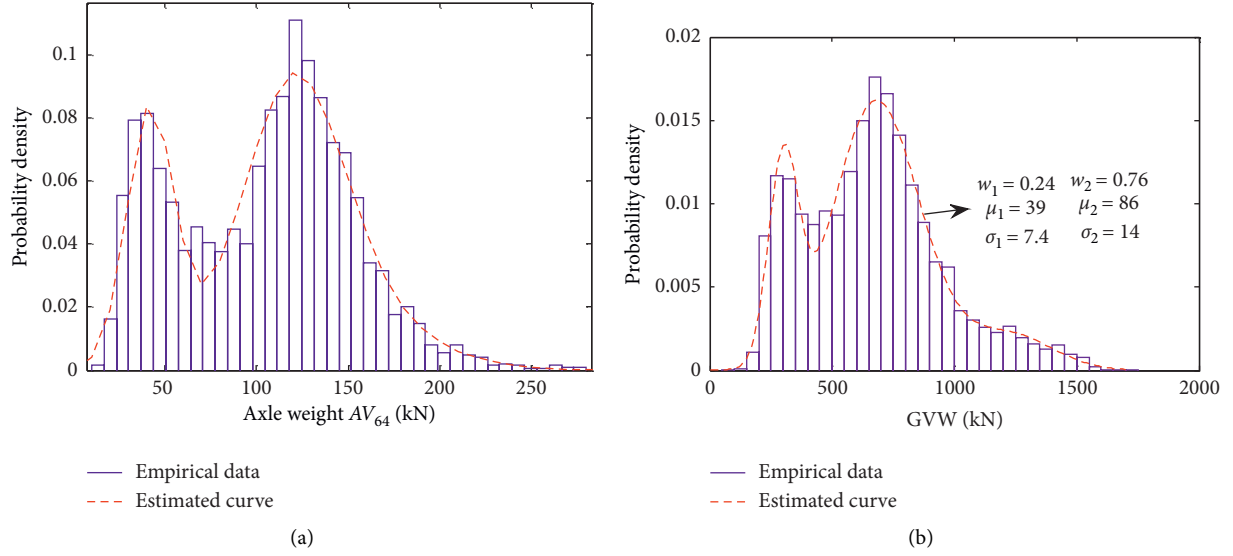 0.1
0.08
0.06
0.04
0.02
0
50
100
150
200
250
Probability density
Axle weight AV₆₄ (kN)
Empirical data
Estimated curve
(a)
0.02
0.015
0.01
0.005
0
0
500
1000
1500
2000
Probability density
w₁ = 0.24 w₂ = 0.76
μ₁ = 39 μ₂ = 86
σ₁ = 7.4 σ₂ = 14
GVW (kN)
Empirical data
Estimated curve
(b)